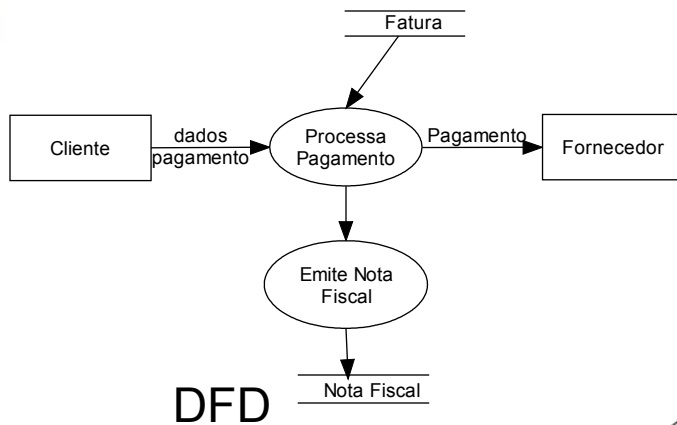 Fatura
Cliente
dados
pagamento
Processa
Pagamento
Pagamento
Fornecedor
Emite Nota
Fiscal
Nota Fiscal
DFD